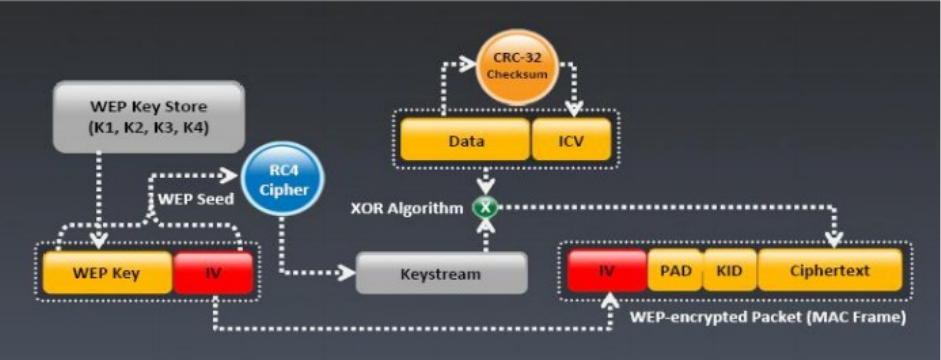 CRC-32
Checksum
WEP Key Store
(K1, K2, K3, K4)
Data
ICV
RC4
Cipher
WEP Seed
XOR Algorithm
X
WEP Key
IV
Keystream
IV
PAD
KID
Ciphertext
WEP-encrypted Packet (MAC Frame)